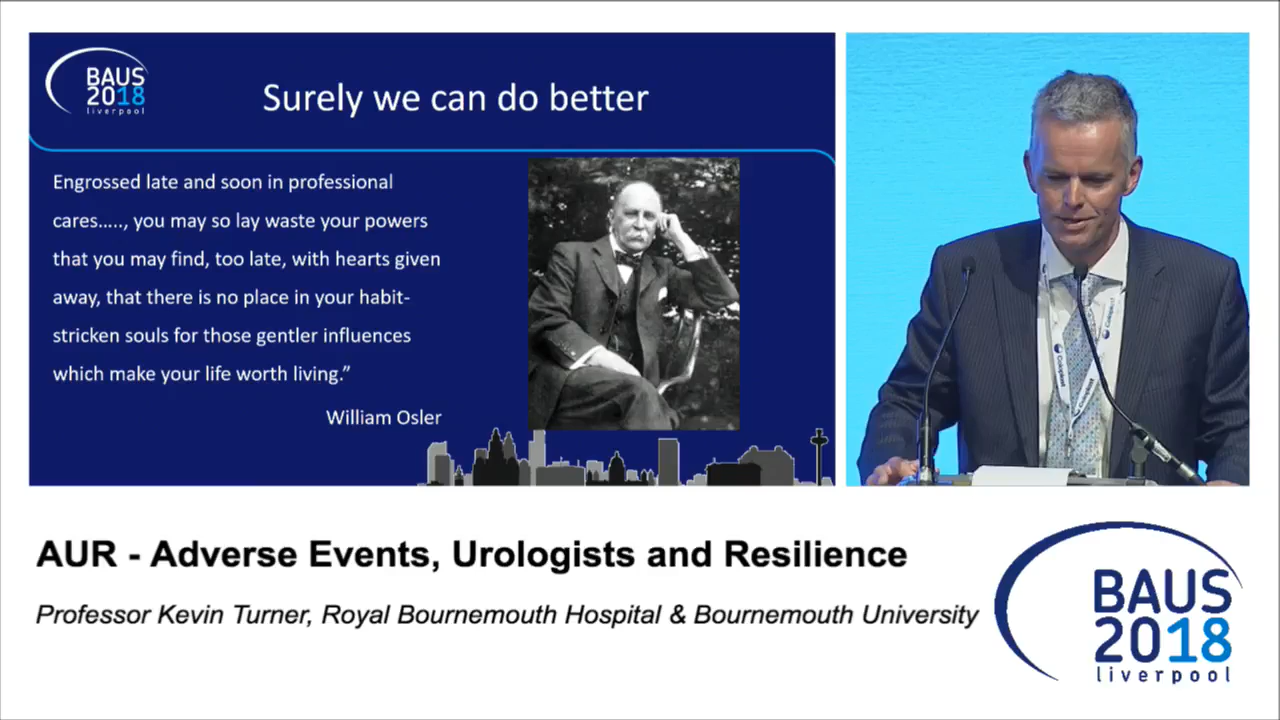 BAUS
2018
liverpool
Surely we can do better
Engrossed late and soon in professional
cares....., you may so lay waste your powers
that you may find, too late, with hearts given
away, that there is no place in your habit-
stricken souls for those gentler influences
which make your life worth living.”
William Osler
Coloplast
Coloplast
AUR - Adverse Events, Urologists and Resilience
Professor Kevin Turner, Royal Bournemouth Hospital & Bournemouth University
BAUS
2018
liverpool